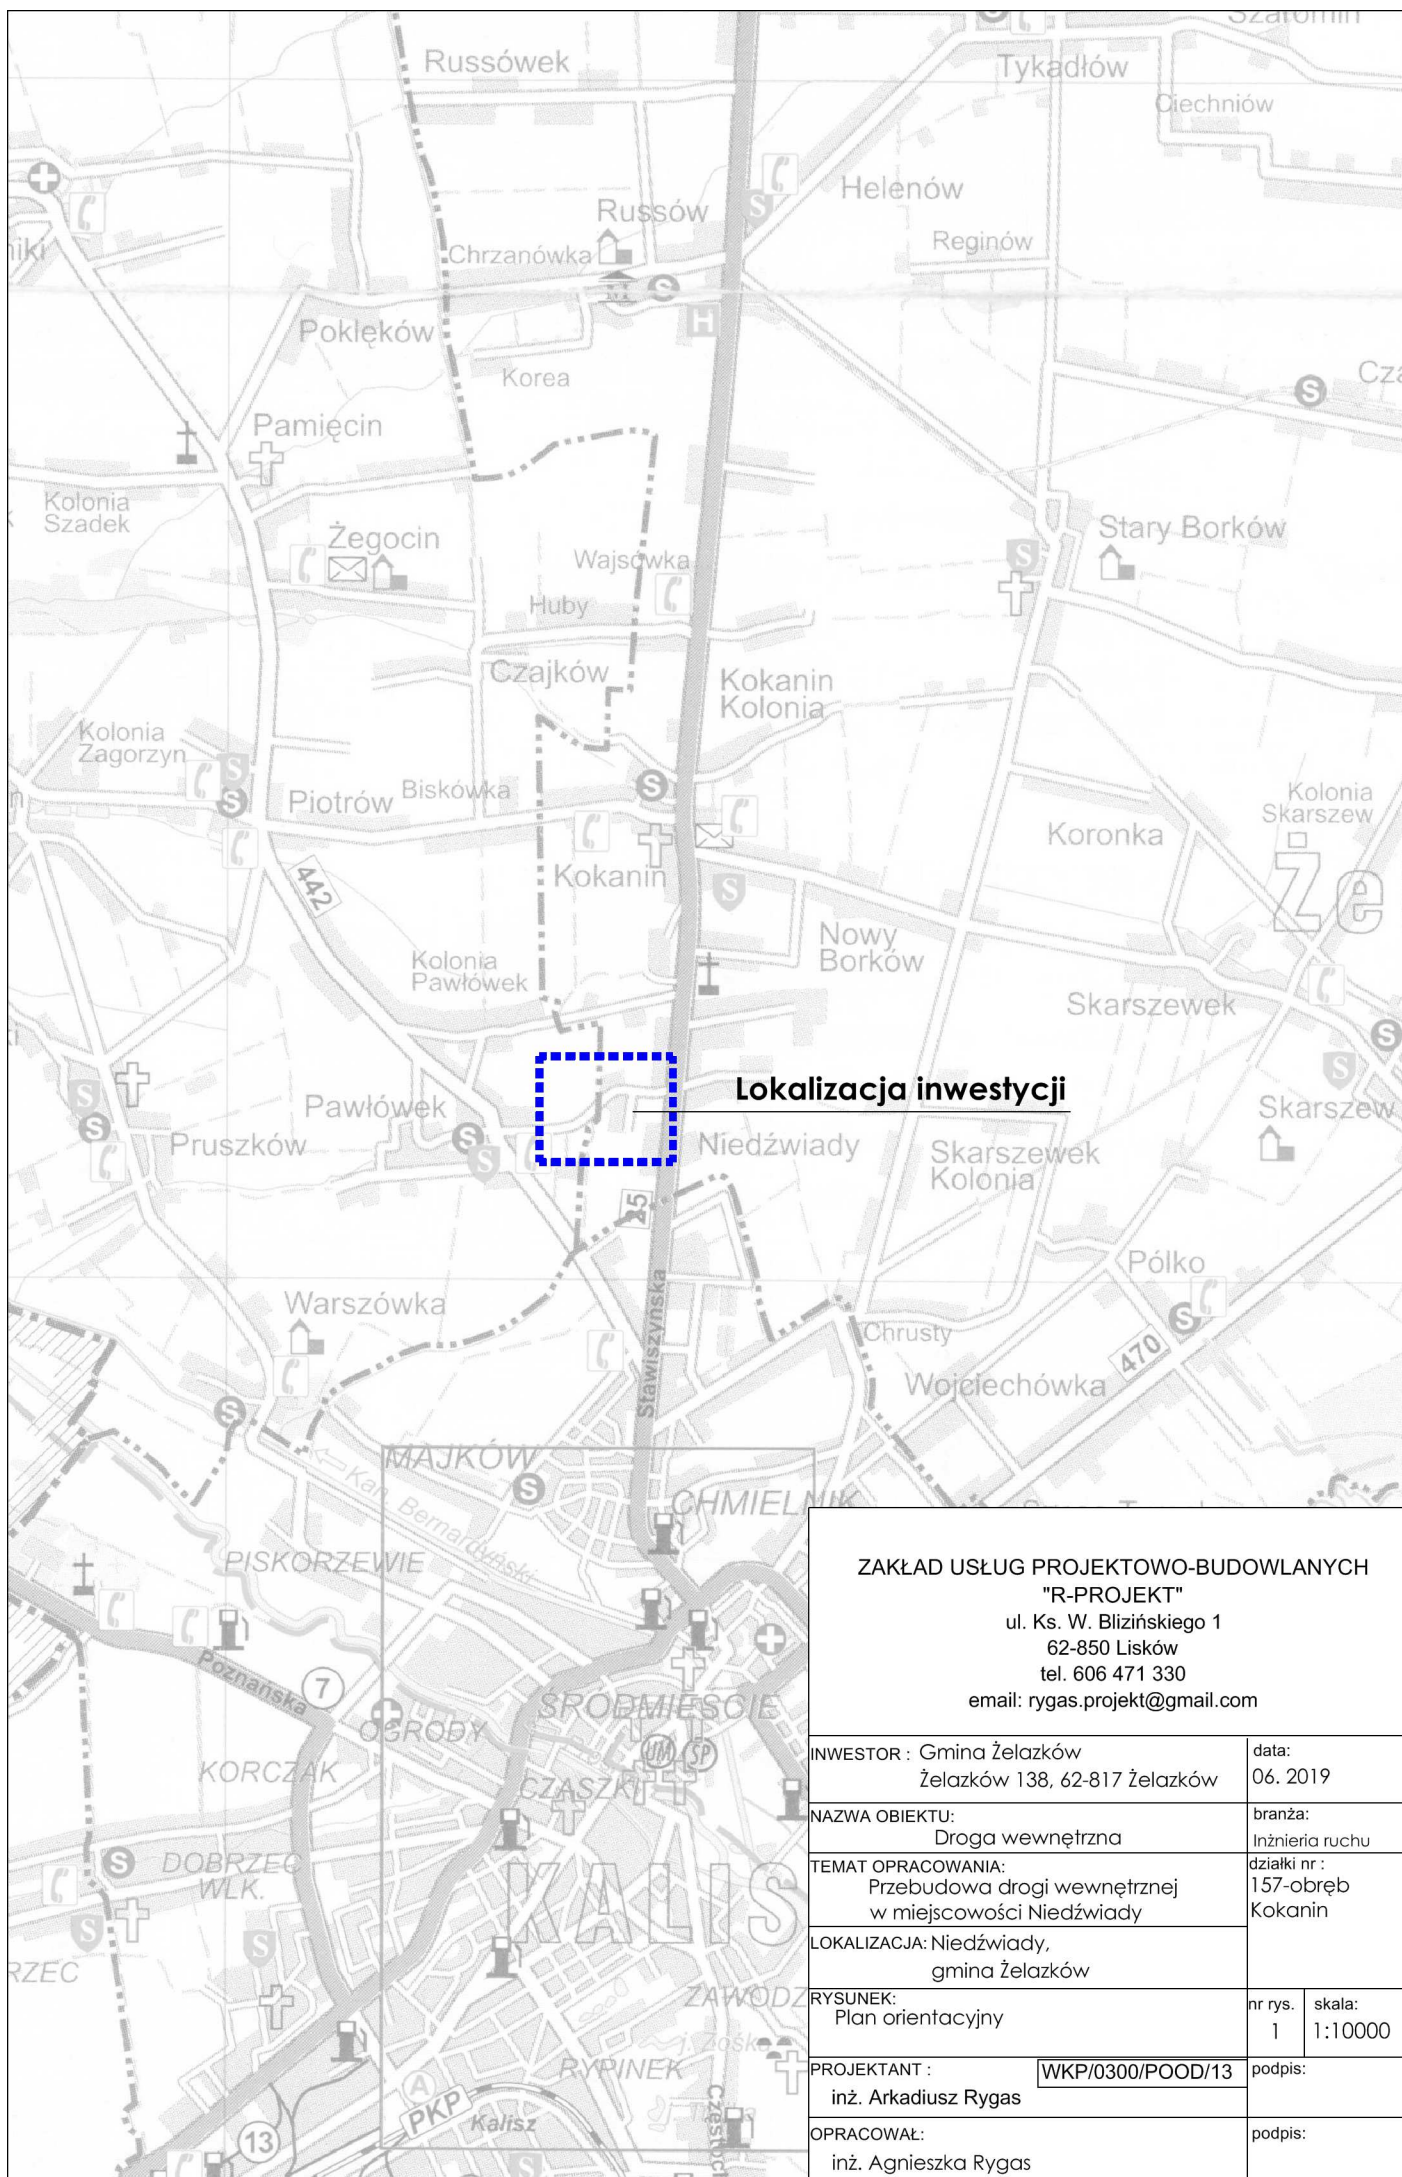 Russówek
Tykadłów
Ciechniów
Helenów
Russów
Reginów
Chrzanówka
H
Poklęków
Korea
Pamięcin
Kolonia
Szadek
Stary Borków
Żegocin
Wajsówka
Huby
Czajków
Kokanin
Kolonia
Kolonia
Zagorzyn
Piotrów
Biskówka
Kolonia
Skarszew
Koronka
442
Kokanin
Że
Nowy
Borków
Kolonia
Pawłówek
Skarszewek
Lokalizacja inwestycji
Pawłówek
Pruszków
Niedźwiady
Skarszewek
Kolonia
Skarszew
25
Pólko
Warszówka
Stawiszyńska
Chrusty
470
Wojciechówka
MAJKÓW
Kan. Bernardyński
CHMIELNIK
PISKORZEWIE
Poznańska
7
OGRODY
ŚRÓDMIEŚCIE
UM
SP
KORCZAK
CZASZKI
DOBRZEC
WLK.
KALIS
RZEC
ZAWODZ
RYPINEK
A
PKP
Kalisz
13
ZAKŁAD USŁUG PROJEKTOWO-BUDOWLANYCH
"R-PROJEKT"
ul. Ks. W. Blizińskiego 1
62-850 Lisków
tel. 606 471 330
email: rygas.projekt@gmail.com
INWESTOR : Gmina Żelazków
Żelazków 138, 62-817 Żelazków
data:
06. 2019
NAZWA OBIEKTU:
Droga wewnętrzna
branża:
Inżnieria ruchu
TEMAT OPRACOWANIA:
Przebudowa drogi wewnętrznej
w miejscowości Niedźwiady
działki nr :
157-obręb
Kokanin
LOKALIZACJA: Niedźwiady,
gmina Żelazków
RYSUNEK:
Plan orientacyjny
nr rys.
1
skala:
1:10000
PROJEKTANT :
WKP/0300/POOD/13
inż. Arkadiusz Rygas
podpis:
OPRACOWAŁ:
inż. Agnieszka Rygas
podpis: